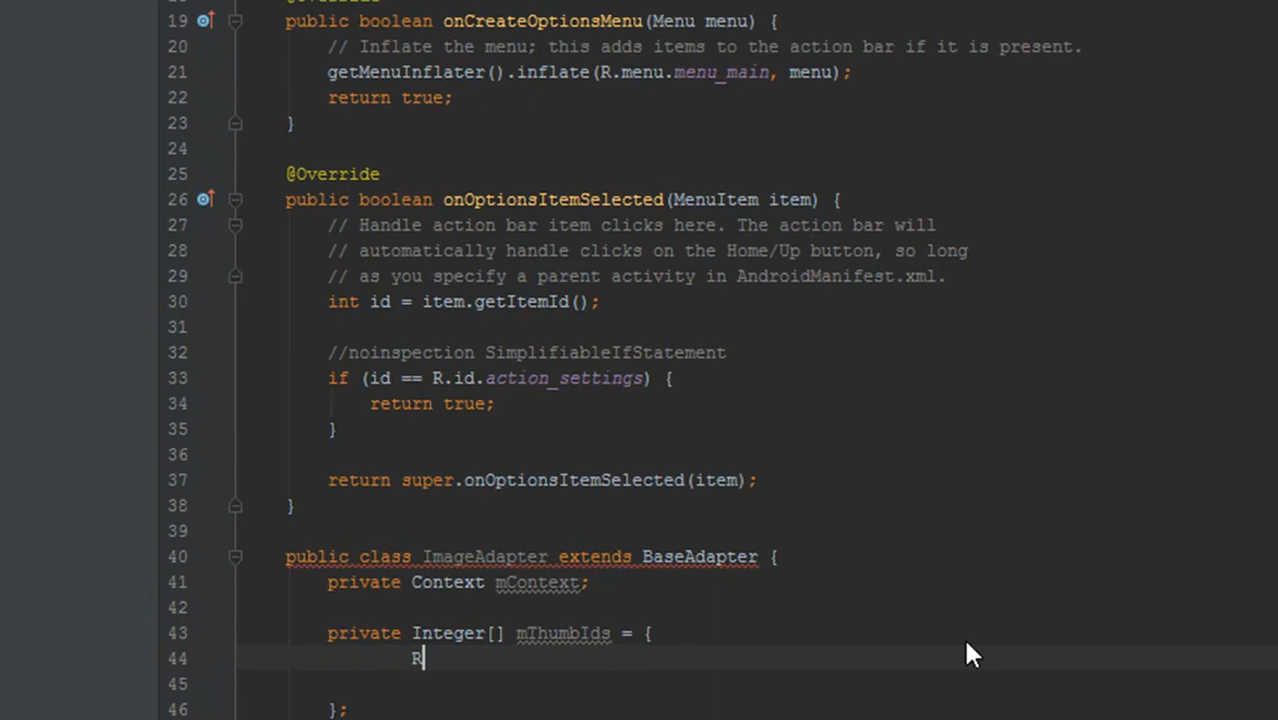 19 public boolean onCreateOptionsMenu(Menu menu) {
20 // Inflate the menu; this adds items to the action bar if it is present.
21 getMenuInflater().inflate(R.menu.menu_main, menu);
22 return true;
23 }
24
25 @Override
26 public boolean onOptionsItemSelected(MenuItem item) {
27 // Handle action bar item clicks here. The action bar will
28 // automatically handle clicks on the Home/Up button, so long
29 // as you specify a parent activity in AndroidManifest.xml.
30 int id = item.getItemId();
31
32 //noinspection SimplifiableIfStatement
33 if (id == R.id.action_settings) {
34 return true;
35 }
36
37 return super.onOptionsItemSelected(item);
38 }
39
40 public class ImageAdapter extends BaseAdapter {
41 private Context mContext;
42
43 private Integer[] mThumbIds = {
44 R
45
46 };